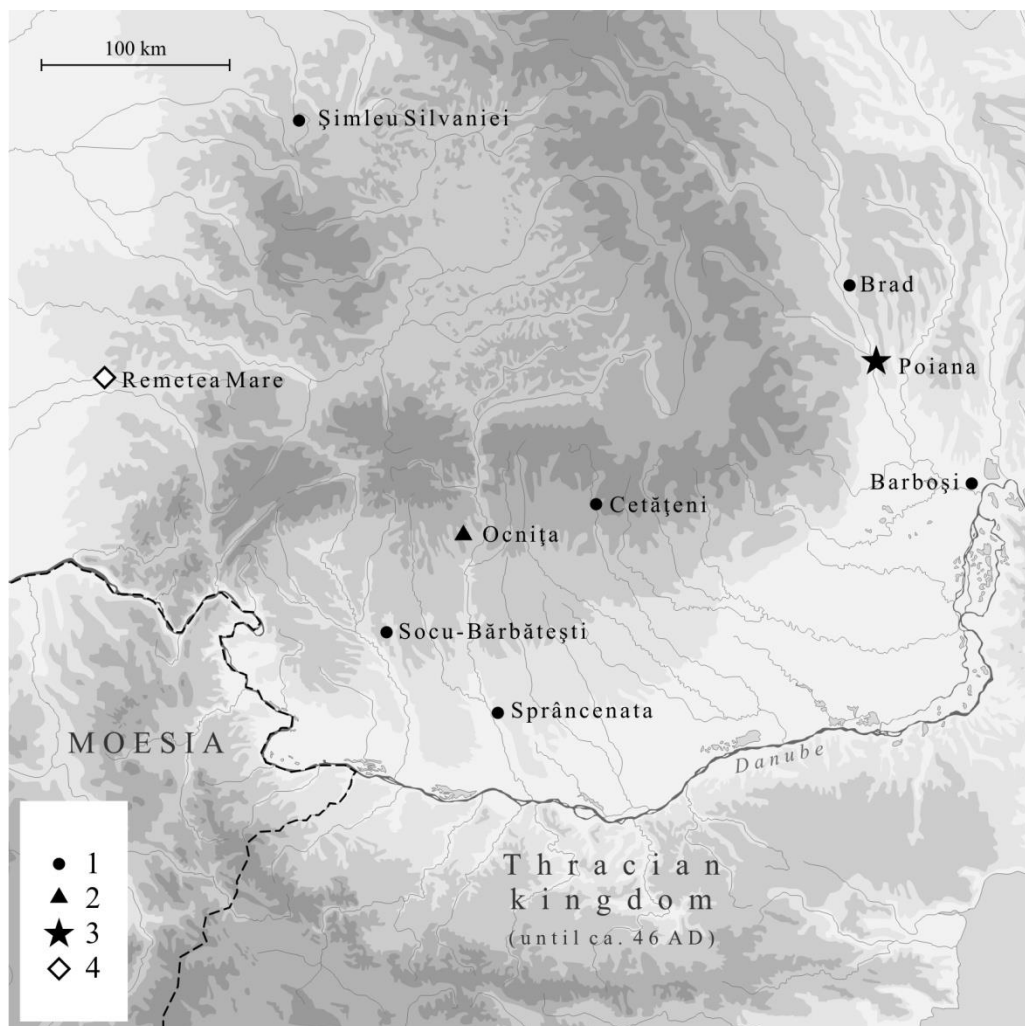 100 km
Şimleu Silvaniei
Brad
Poiana
Remetea Mare
Barboşi
Cetăţeni
Ocniţa
Socu-Bărbăteşti
Sprâncenata
MOESIA
Danube
Thracian
kingdom
(until ca. 46 AD)
1
2
3
4